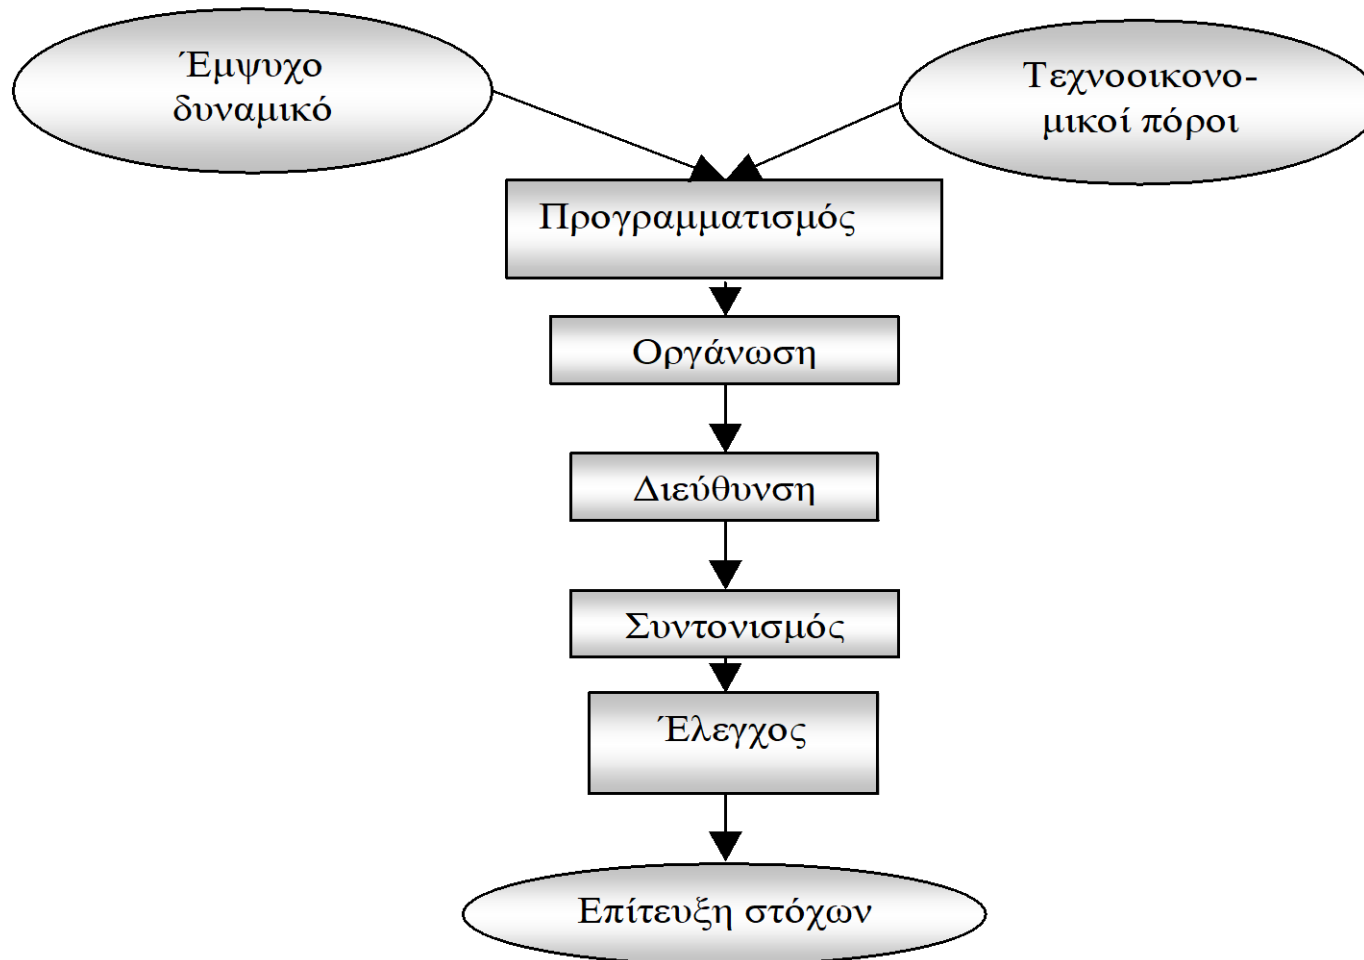 Έμψυχο
δυναμικό
Τεχνοοικονο-
μικοί πόροι
Προγραμματισμός
Οργάνωση
Διεύθυνση
Συντονισμός
Έλεγχος
Επίτευξη στόχων